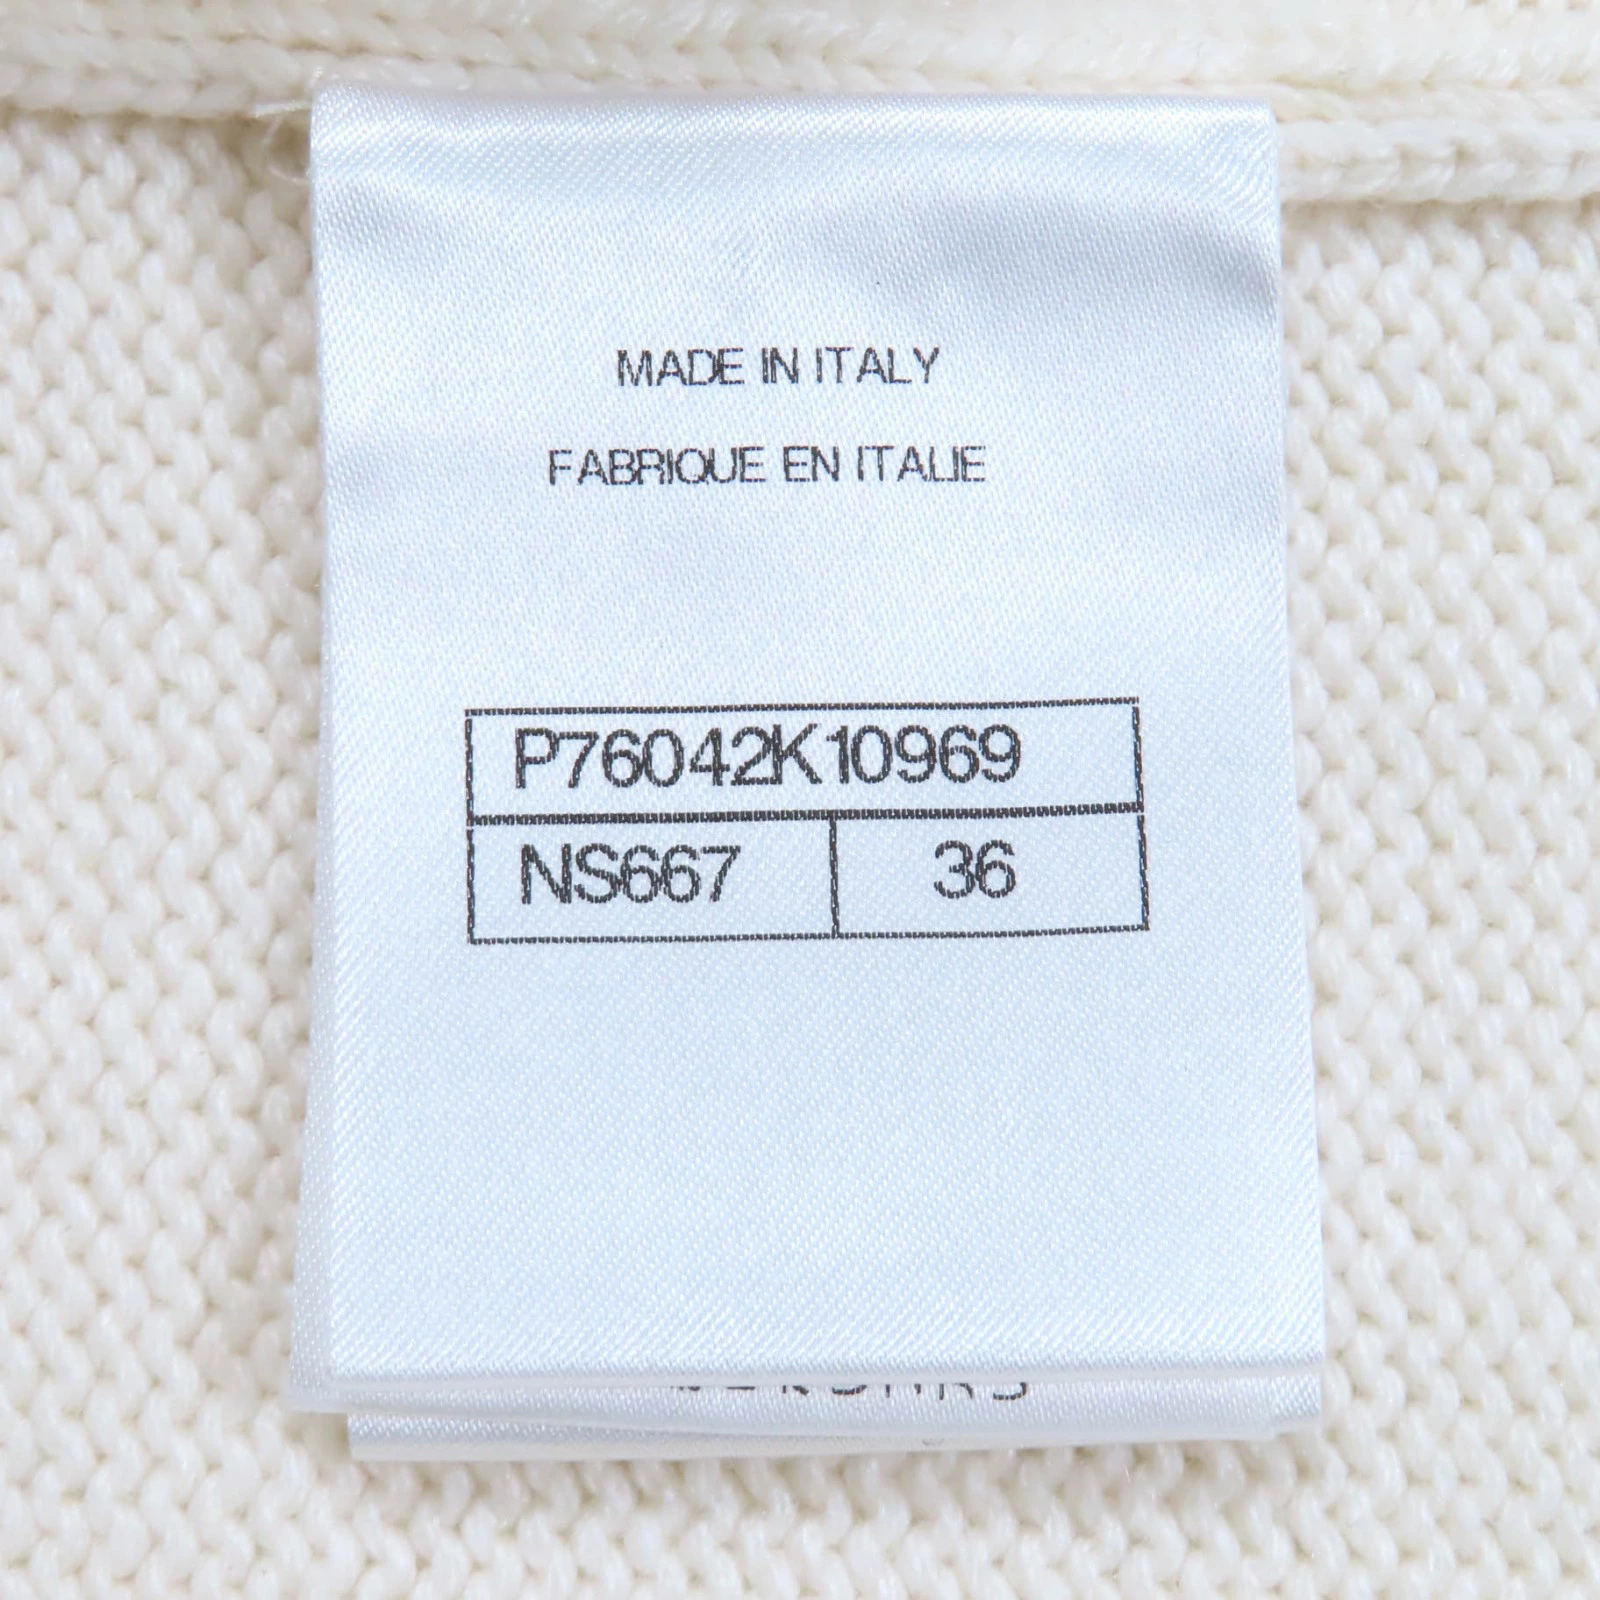 MADE IN ITALY
FABRIQUE EN ITALIE
P76042K10969
NS667 36